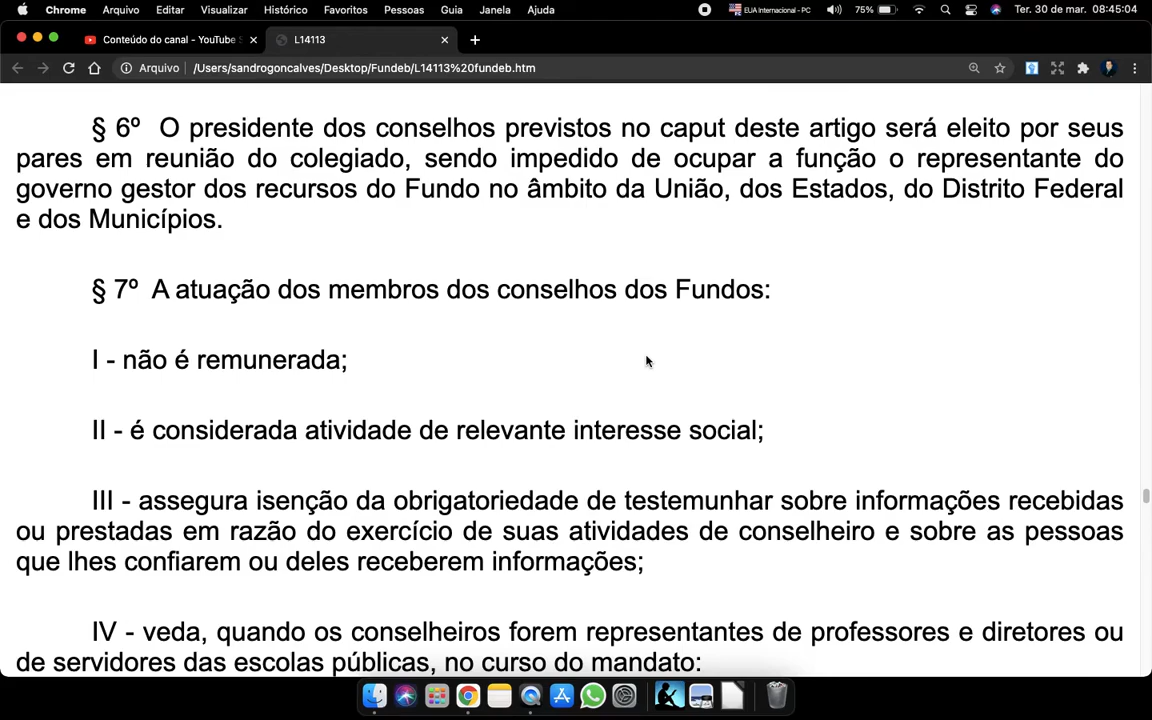 Chrome Arquivo Editar Visualizar Histórico Favoritos Pessoas Guia Janela Ajuda EUA Internacional - PC 75% Ter. 30 de mar. 08:45:04
Conteúdo do canal - YouTube L14113
Arquivo /Users/sandrogoncalves/Desktop/Fundeb/L14113%20fundeb.htm
§ 6º O presidente dos conselhos previstos no caput deste artigo será eleito por seus
pares em reunião do colegiado, sendo impedido de ocupar a função o representante do
governo gestor dos recursos do Fundo no âmbito da União, dos Estados, do Distrito Federal
e dos Municípios.
§ 7º A atuação dos membros dos conselhos dos Fundos:
I - não é remunerada;
II - é considerada atividade de relevante interesse social;
III - assegura isenção da obrigatoriedade de testemunhar sobre informações recebidas
ou prestadas em razão do exercício de suas atividades de conselheiro e sobre as pessoas
que lhes confiarem ou deles receberem informações;
IV - veda, quando os conselheiros forem representantes de professores e diretores ou
de servidores das escolas públicas, no curso do mandato: